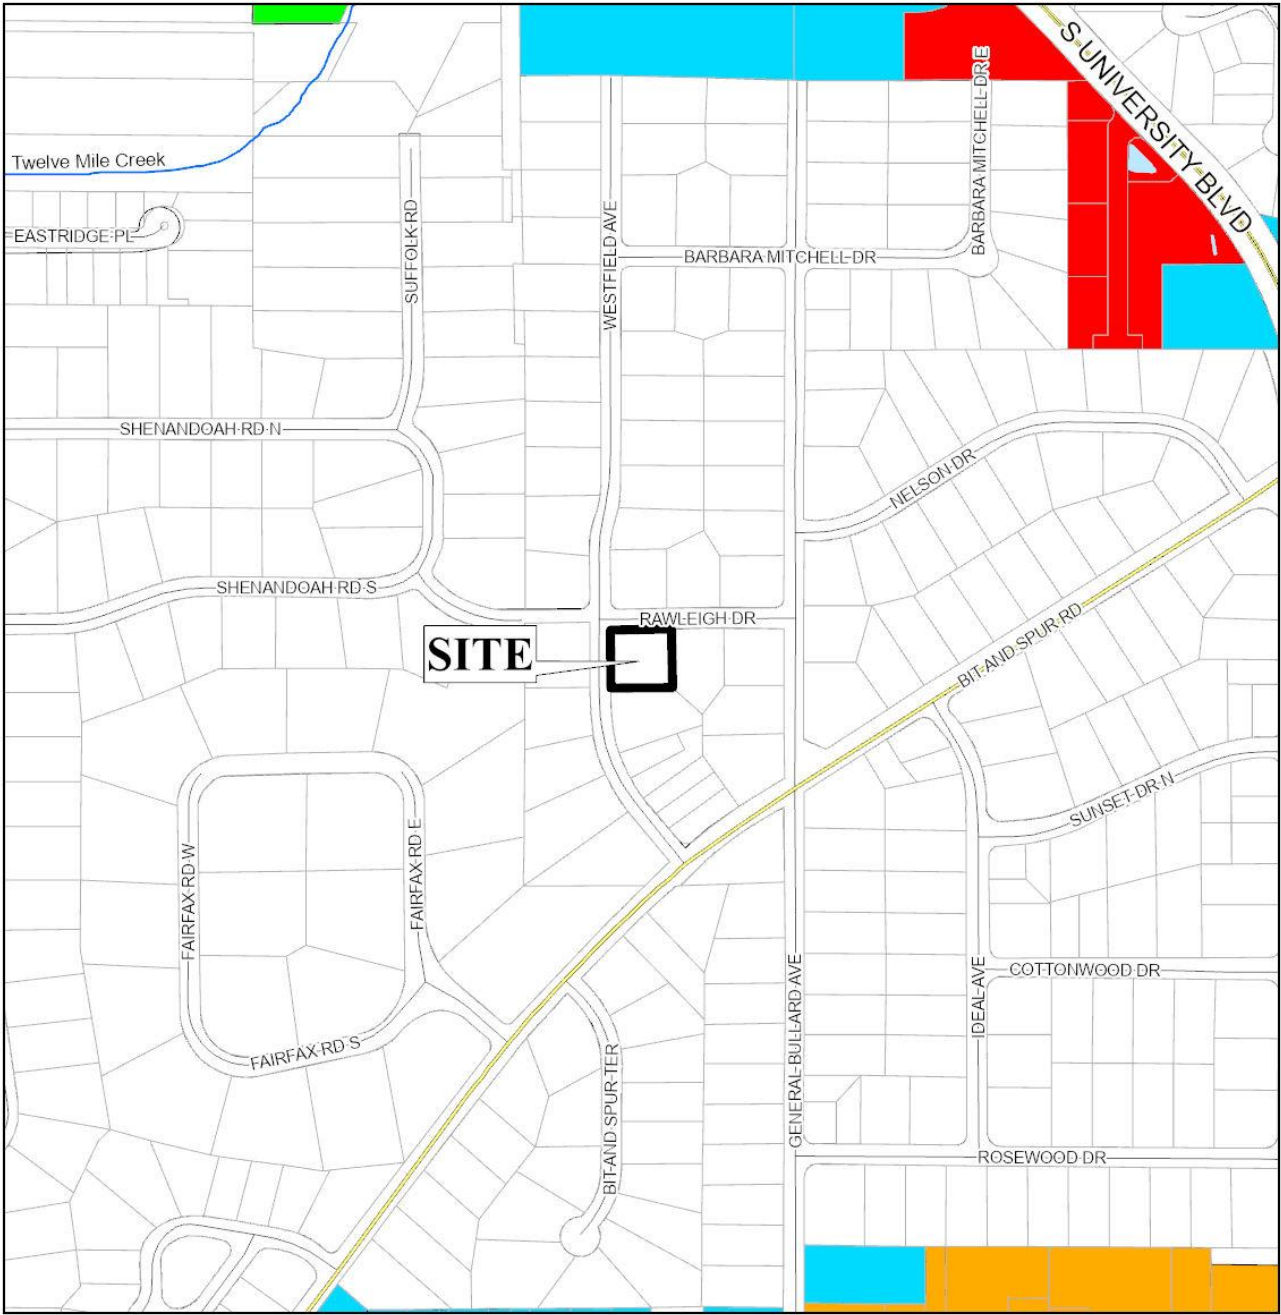 S UNIVERSITY BLVD
BARBARA MITCHELL DR E
Twelve Mile Creek
EASTRIDGE PL
SUFFOLK RD
WESTFIELD AVE
BARBARA MITCHELL DR
SHENANDOAH RD N
NELSON DR
SHENANDOAH RD S
RAWLEIGH DR
SITE
BIT AND SPUR RD
SUNSET DR N
FAIRFAX RD W
FAIRFAX RD E
COTTONWOOD DR
IDEAL AVE
GENERAL BULLARD AVE
FAIRFAX RD S
BIT AND SPUR TER
ROSEWOOD DR